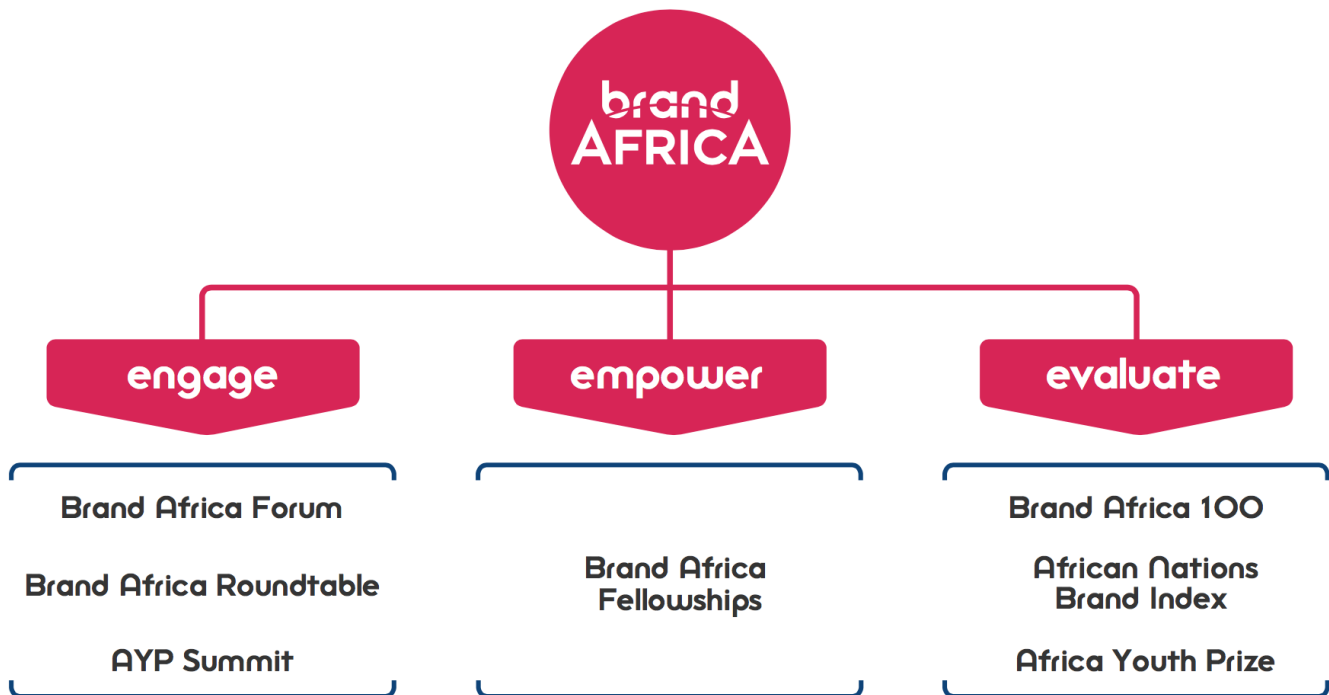 brand
AFRICA
engage
empower
evaluate
Brand Africa Forum
Brand Africa Roundtable
AYP Summit
Brand Africa
Fellowships
Brand Africa 100
African Nations
Brand Index
Africa Youth Prize